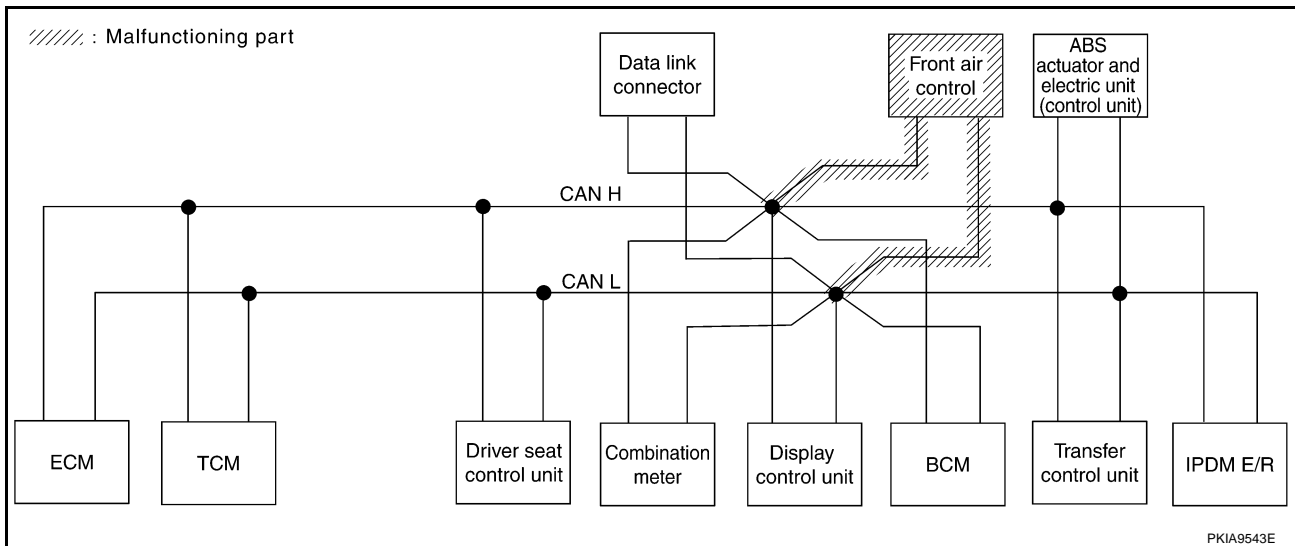 : Malfunctioning part
Data link
connector
Front air
control
ABS
actuator and
electric unit
(control unit)
CAN H
CAN L
ECM
TCM
Driver seat
control unit
Combination
meter
Display
control unit
BCM
Transfer
control unit
IPDM E/R
PKIA9543E